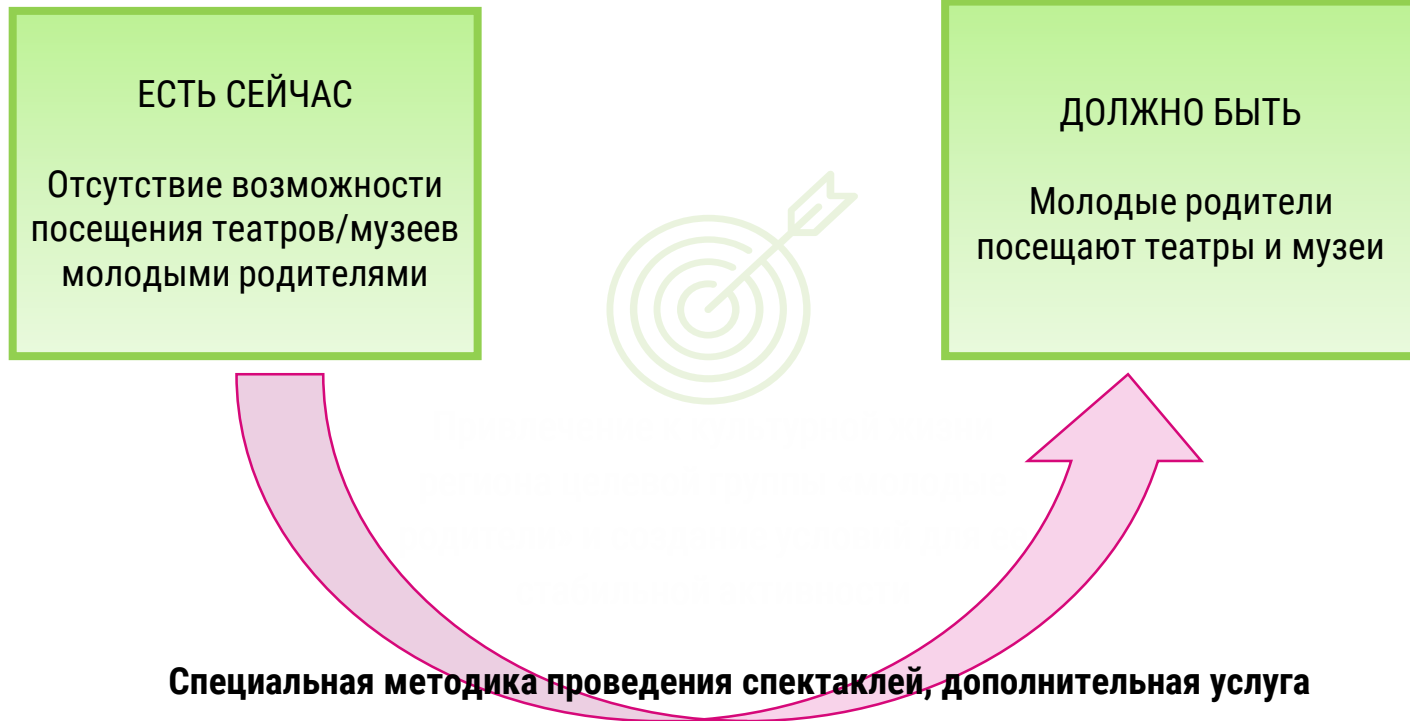 ЕСТЬ СЕЙЧАС
Отсутствие возможности
посещения театров/музеев
молодыми родителями
ДОЛЖНО БЫТЬ
Молодые родители
посещают театры и музеи
Специальная методика проведения спектаклей, дополнительная услуга